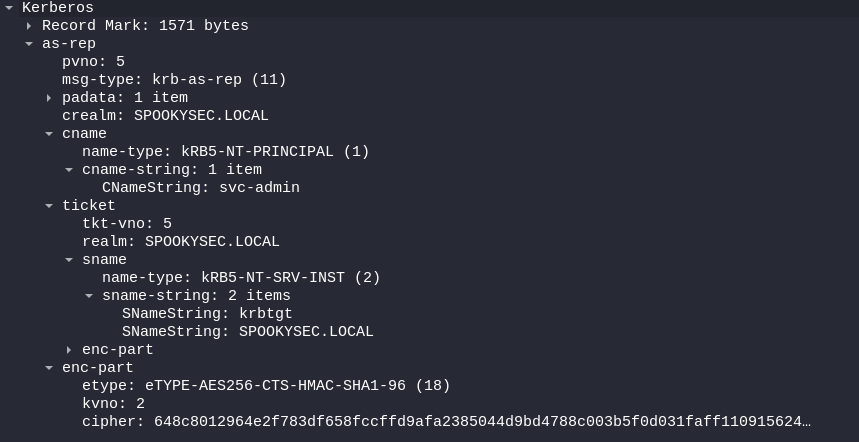 Kerberos
Record Mark: 1571 bytes
as-rep
pvno: 5
msg-type: krb-as-rep (11)
padata: 1 item
crealm: SPOOKYSEC.LOCAL
cname
name-type: kRB5-NT-PRINCIPAL (1)
cname-string: 1 item
CNameString: svc-admin
ticket
tkt-vno: 5
realm: SPOOKYSEC.LOCAL
sname
name-type: kRB5-NT-SRV-INST (2)
sname-string: 2 items
SNameString: krbtgt
SNameString: SPOOKYSEC.LOCAL
enc-part
enc-part
etype: eTYPE-AES256-CTS-HMAC-SHA1-96 (18)
kvno: 2
cipher: 648c8012964e2f783df658fccffd9afa2385044d9bd4788c003b5f0d031faff110915624…